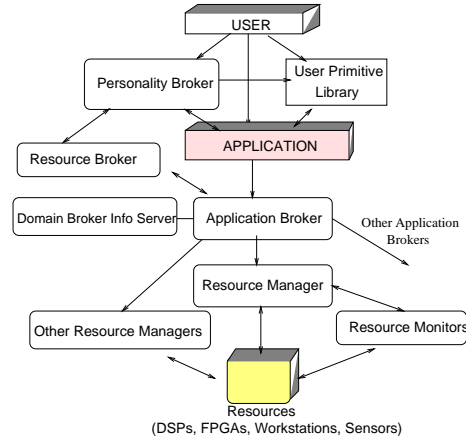 USER
Personality Broker
User Primitive
Library
APPLICATION
Resource Broker
Domain Broker Info Server
Application Broker
Other Application
Brokers
Resource Manager
Other Resource Managers
Resource Monitors
Resources
(DSPs, FPGAs, Workstations, Sensors)